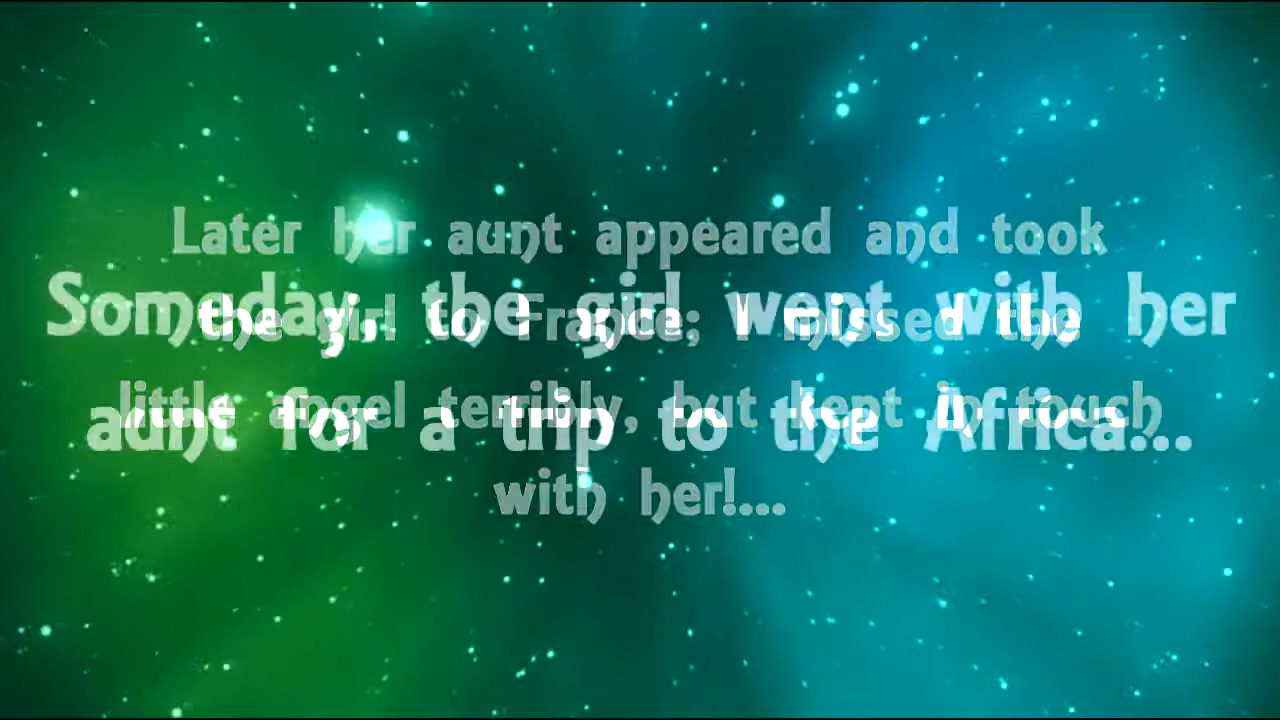 Later her aunt appeared and took
the girl to France; I missed the
little angel terribly, but kept in touch
with her!...
Someday, the girl went with her
aunt for a trip to the Africa...